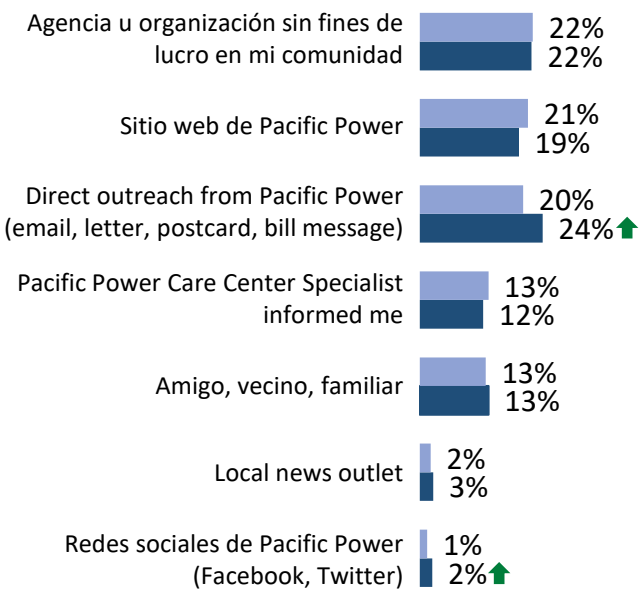 Agencia u organización sin fines de
lucro en mi comunidad
22%
22%
Sitio web de Pacific Power
21%
19%
Direct outreach from Pacific Power
(email, letter, postcard, bill message)
20%
24%
Pacific Power Care Center Specialist
informed me
13%
12%
Amigo, vecino, familiar
13%
13%
Local news outlet
2%
3%
Redes sociales de Pacific Power
(Facebook, Twitter)
1%
2%